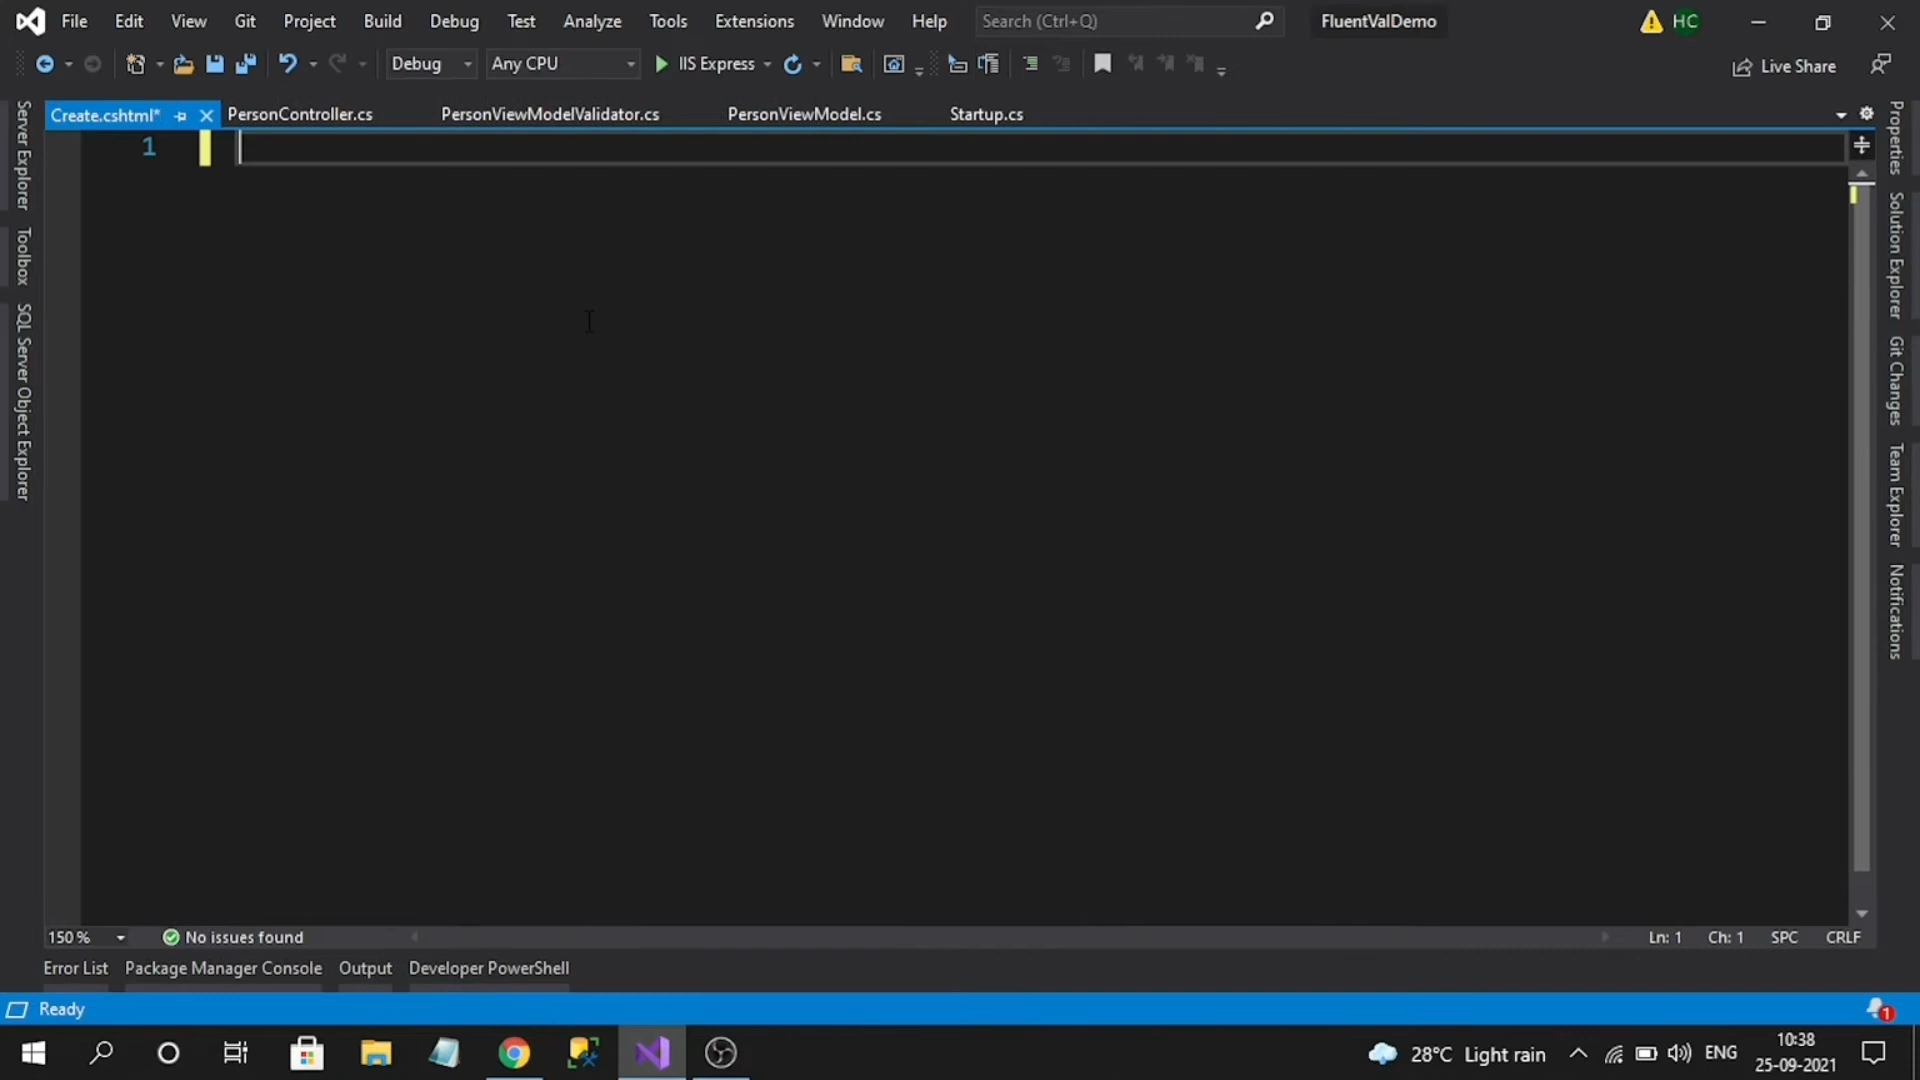 File Edit View Git Project Build Debug Test Analyze Tools Extensions Window Help Search (Ctrl+Q) FluentValDemo HC
Debug Any CPU IIS Express Live Share
Create.cshtml* PersonController.cs PersonViewModelValidator.cs PersonViewModel.cs Startup.cs
Server Explorer
Toolbox
SQL Server Object Explorer
1
Properties
Solution Explorer
Git Changes
Team Explorer
Notifications
150 % No issues found Ln: 1 Ch: 1 SPC CRLF
Error List Package Manager Console Output Developer PowerShell
Ready 1
28°C Light rain ENG 10:38
25-09-2021